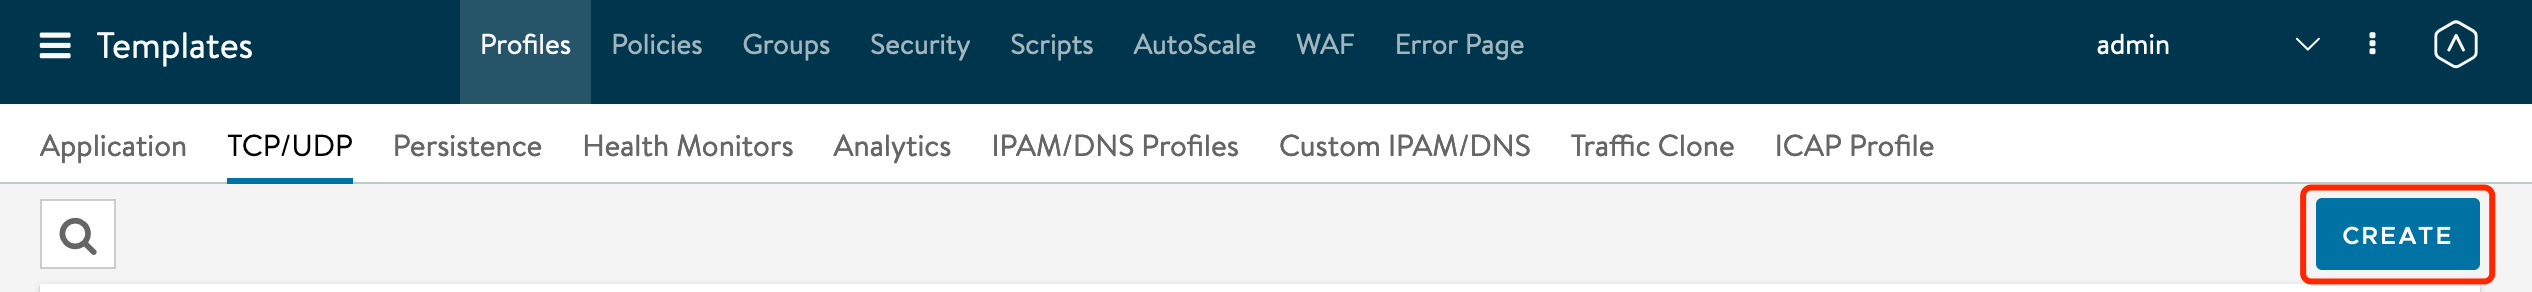 Templates Profiles Policies Groups Security Scripts AutoScale WAF Error Page admin
Application TCP/UDP Persistence Health Monitors Analytics IPAM/DNS Profiles Custom IPAM/DNS Traffic Clone ICAP Profile
CREATE